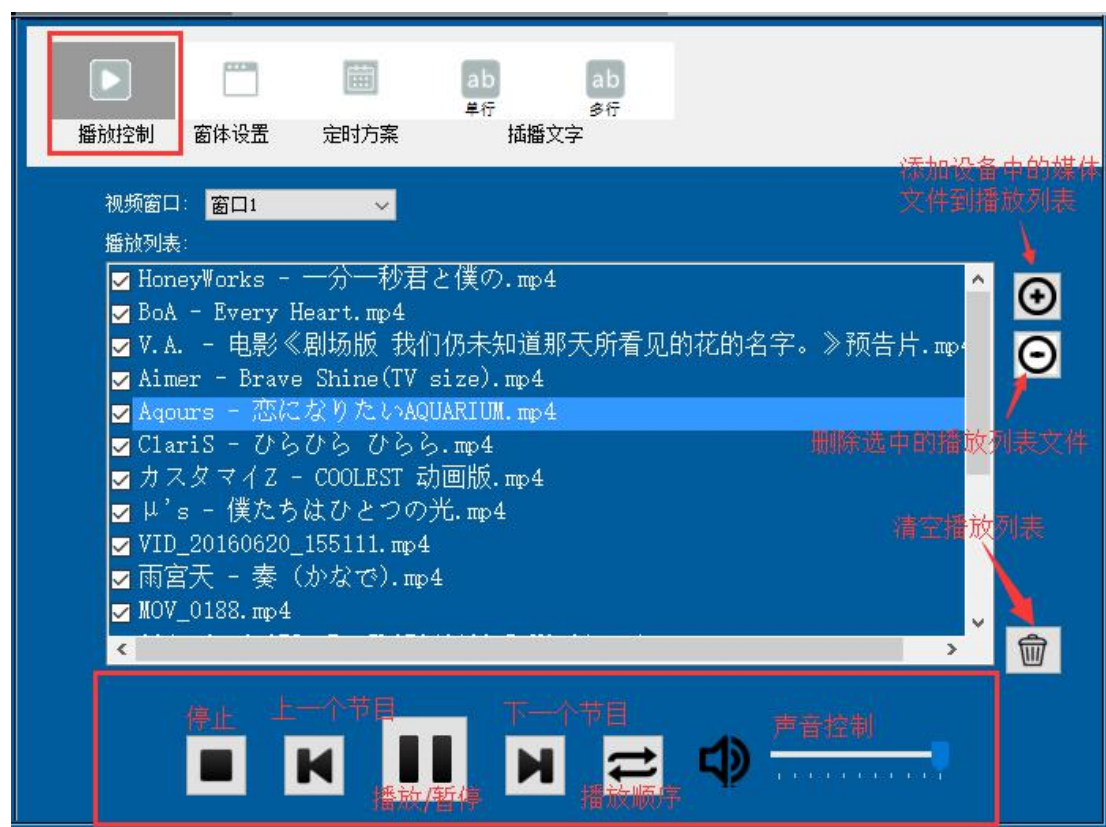 ab
ab
单行
多行
播放控制
窗体设置
定时方案
插播文字
添加设备中的媒体
文件到播放列表
视频窗口:
窗口1
播放列表:
HoneyWorks - 一分一秒君と僕の.mp4
BoA - Every Heart.mp4
V.A. - 电影《剧场版 我们仍未知道那天所看见的花的名字。》预告片.mp
Aimer - Brave Shine(TV size).mp4
Aqours - 恋になりたいAQUARIUM.mp4
ClariS - ひらひら ひらら.mp4
カスタマイZ - COOLEST 动画版.mp4
μ's - 僕たちはひとつの光.mp4
VID_20160620_155111.mp4
雨宮天 - 奏 (かなで).mp4
MOV_0188.mp4
删除选中的播放列表文件
清空播放列表
停止
上一个节目
下一个节目
声音控制
播放/暂停
播放顺序